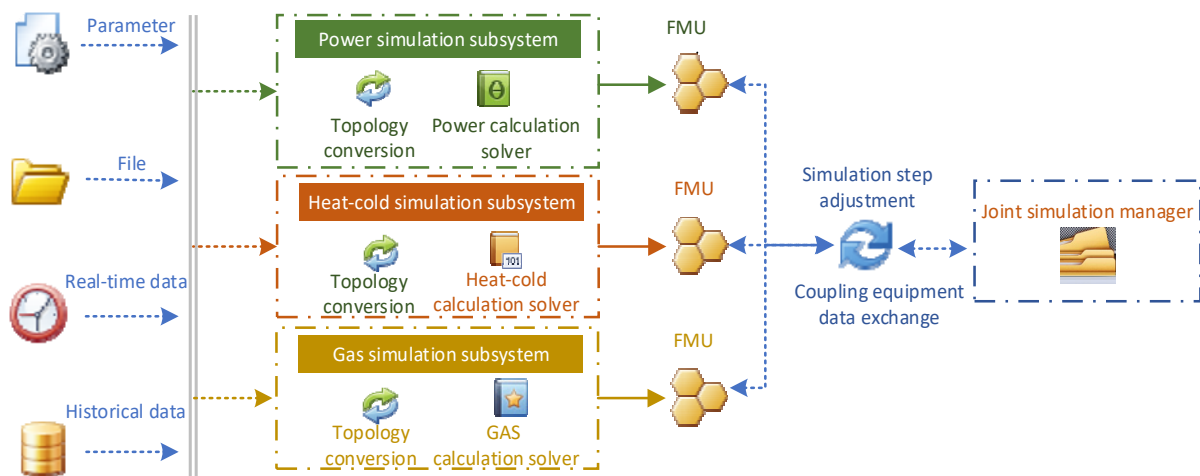 Parameter
File
Real-time data
Historical data
Power simulation subsystem
Topology
conversion
Power calculation
solver
FMU
Heat-cold simulation subsystem
Topology
conversion
101
Heat-cold
calculation solver
FMU
Gas simulation subsystem
Topology
conversion
GAS
calculation solver
FMU
Simulation step
adjustment
Coupling equipment
data exchange
Joint simulation manager